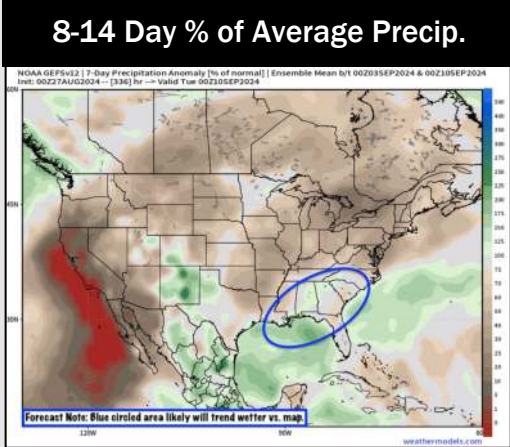 8-14 Day % of Average Precip.
NOAA GEFSv12 | 7-Day Precipitation Anomaly [% of normal] | Ensemble Mean b/t 00Z03SEP2024 & 00Z10SEP2024
Init: 00Z27AUG2024 -- [336] hr --> Valid Tue 00Z10SEP2024
60N
45N
30N
120W
90W
Forecast Note: Blue circled area likely will trend wetter vs. map.
weathermodels.com